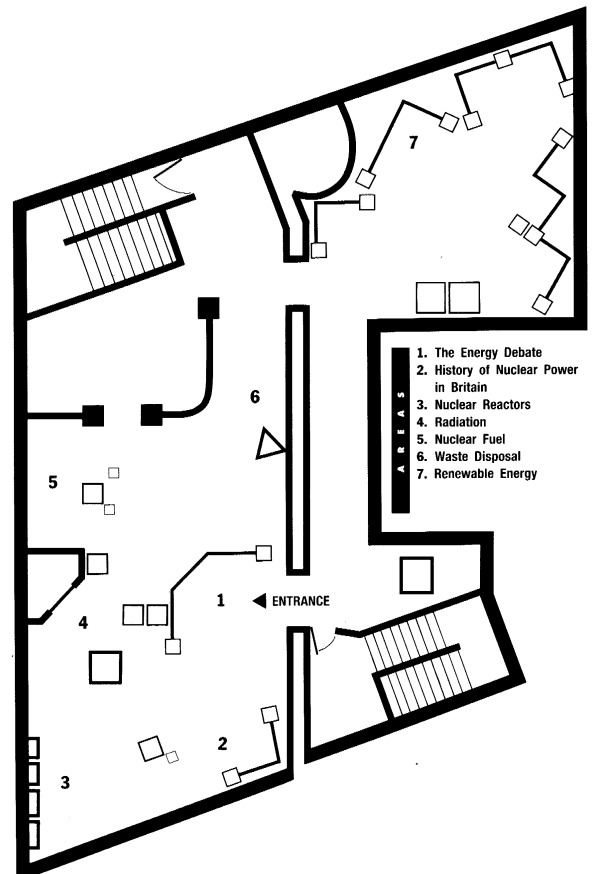 7
6
5
1
◀ ENTRANCE
4
2
3
AREAS
1. The Energy Debate
2. History of Nuclear Power
in Britain
3. Nuclear Reactors
4. Radiation
5. Nuclear Fuel
6. Waste Disposal
7. Renewable Energy